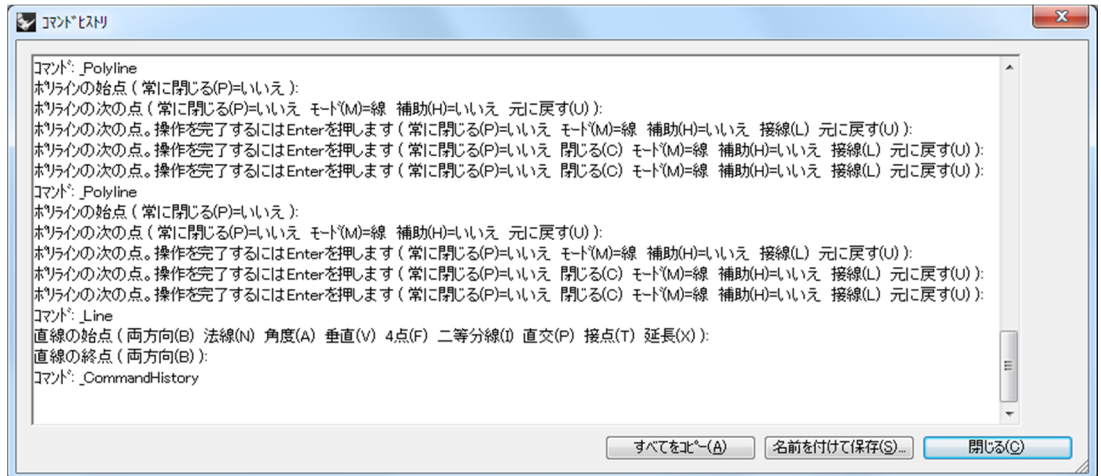 コマンドヒストリ
コマンド: _Polyline
ポリラインの始点 ( 常に閉じる(P)=いいえ ):
ポリラインの次の点 ( 常に閉じる(P)=いいえ モード(M)=線 補助(H)=いいえ 元に戻す(U) ):
ポリラインの次の点。操作を完了するにはEnterを押します ( 常に閉じる(P)=いいえ モード(M)=線 補助(H)=いいえ 接線(L) 元に戻す(U) ):
ポリラインの次の点。操作を完了するにはEnterを押します ( 常に閉じる(P)=いいえ 閉じる(C) モード(M)=線 補助(H)=いいえ 接線(L) 元に戻す(U) ):
ポリラインの次の点。操作を完了するにはEnterを押します ( 常に閉じる(P)=いいえ 閉じる(C) モード(M)=線 補助(H)=いいえ 接線(L) 元に戻す(U) ):
コマンド: _Polyline
ポリラインの始点 ( 常に閉じる(P)=いいえ ):
ポリラインの次の点 ( 常に閉じる(P)=いいえ モード(M)=線 補助(H)=いいえ 元に戻す(U) ):
ポリラインの次の点。操作を完了するにはEnterを押します ( 常に閉じる(P)=いいえ モード(M)=線 補助(H)=いいえ 接線(L) 元に戻す(U) ):
ポリラインの次の点。操作を完了するにはEnterを押します ( 常に閉じる(P)=いいえ 閉じる(C) モード(M)=線 補助(H)=いいえ 接線(L) 元に戻す(U) ):
ポリラインの次の点。操作を完了するにはEnterを押します ( 常に閉じる(P)=いいえ 閉じる(C) モード(M)=線 補助(H)=いいえ 接線(L) 元に戻す(U) ):
コマンド: _Line
直線の始点 ( 両方向(B) 法線(N) 角度(A) 垂直(V) 4点(F) 二等分線(I) 直交(P) 接点(T) 延長(X) ):
直線の終点 ( 両方向(B) ):
コマンド: _CommandHistory
すべてをコピー(A) 名前を付けて保存(S)... 閉じる(C)